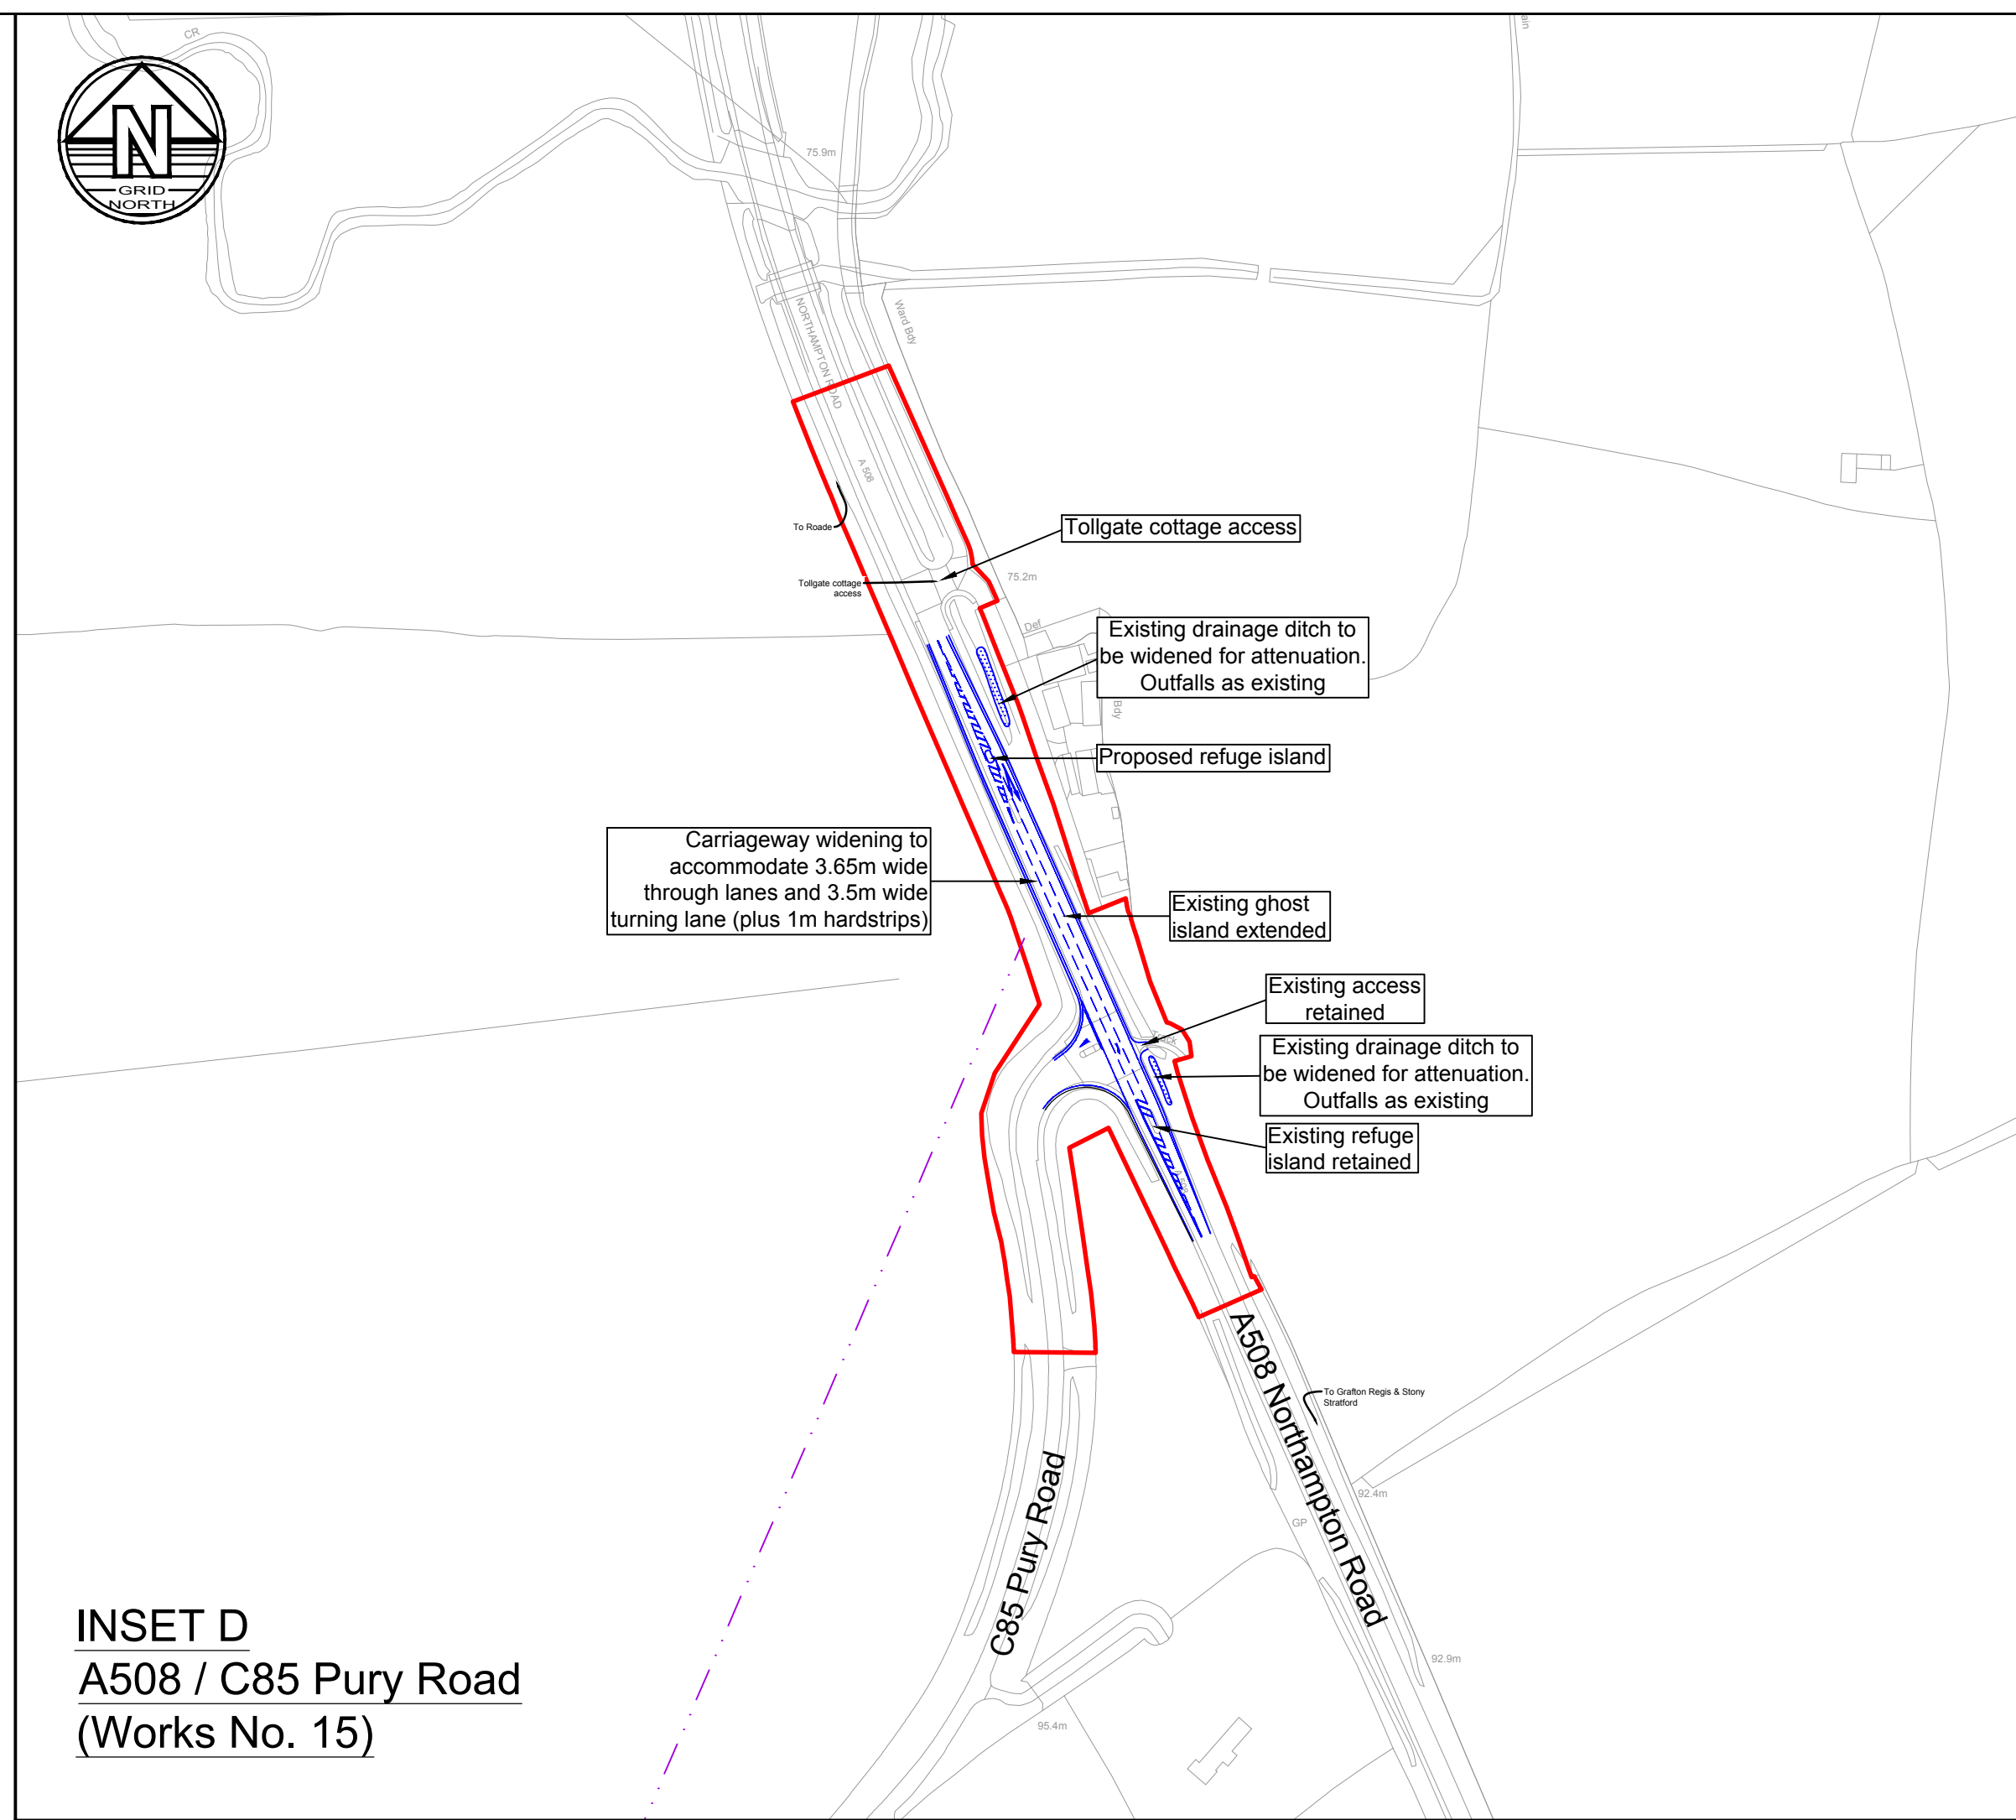 CR
ain
N
GRID
NORTH
75.9m
NORTHAMPTON ROAD
Ward Bdy
A 508
To Roade
Tollgate cottage access
Tollgate cottage
access
75.2m
Def
Existing drainage ditch to
be widened for attenuation.
Outfalls as existing
Bdy
Proposed refuge island
Carriageway widening to
accommodate 3.65m wide
through lanes and 3.5m wide
turning lane (plus 1m hardstrips)
Existing ghost
island extended
Existing access
retained
Track
Existing drainage ditch to
be widened for attenuation.
Outfalls as existing
Existing refuge
island retained
A 508
A508 Northampton Road
To Grafton Regis & Stony
Stratford
C85 Pury Road
92.4m
GP
92.9m
95.4m
INSET D
A508 / C85 Pury Road
(Works No. 15)